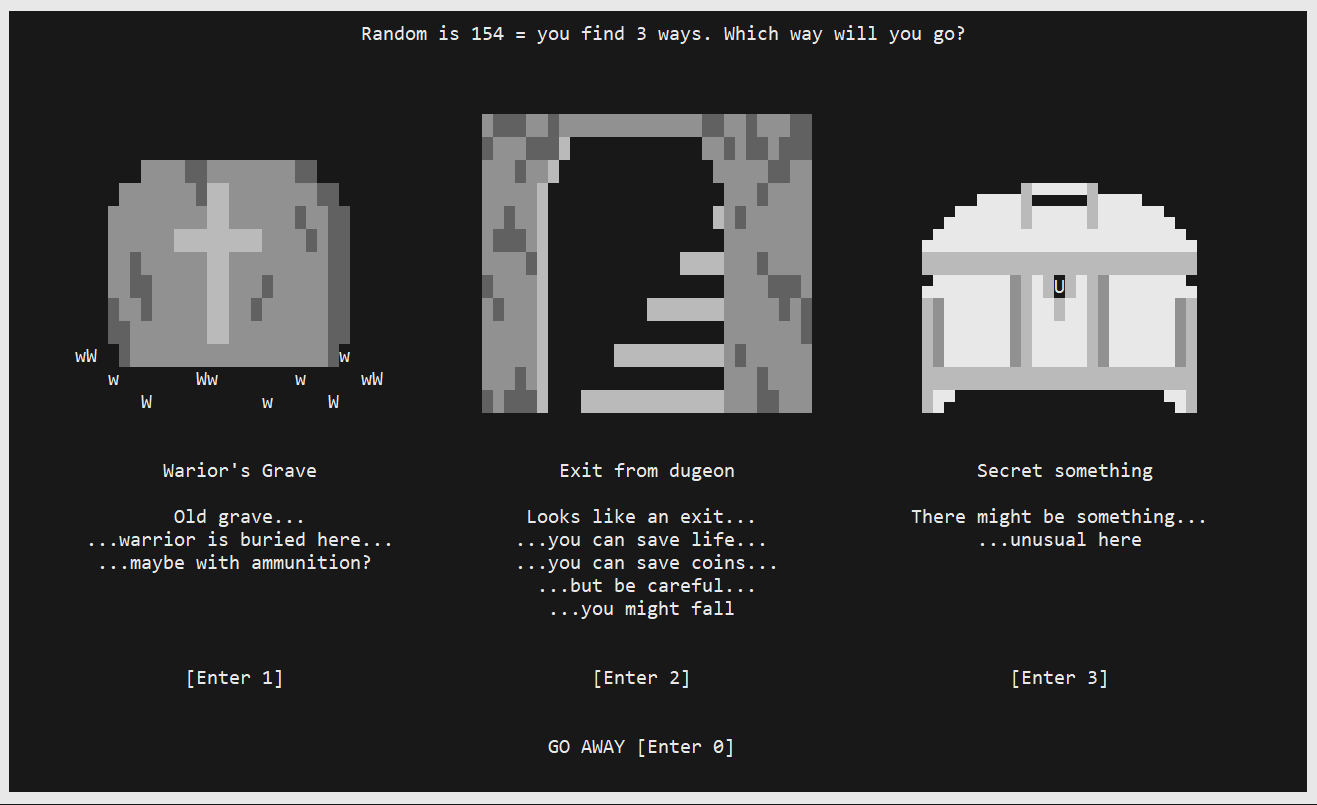 Random is 154 = you find 3 ways. Which way will you go?
U
wW w
w Ww w wW
W w W
Warior's Grave
Old grave...
...warrior is buried here...
...maybe with ammunition?
[Enter 1]
Exit from dugeon
Looks like an exit...
...you can save life...
...you can save coins...
...but be careful...
...you might fall
[Enter 2]
Secret something
There might be something...
...unusual here
[Enter 3]
GO AWAY [Enter 0]